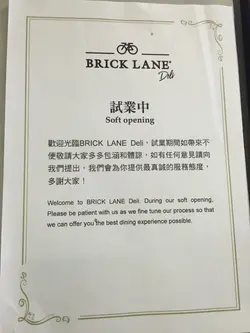 BRICK LANE®
Deli
試業中
Soft opening
歡迎光臨BRICK LANE Deli，試業期間如帶來不
便敬請大家多多包涵和體諒，如有任何意見請向
我們提出，我們會為你提供最真誠的服務態度，
多謝大家！
Welcome to BRICK LANE Deli. During our soft opening.
Please be patient with us as we fine tune our process so that
we can offer you the best dining experience possible.